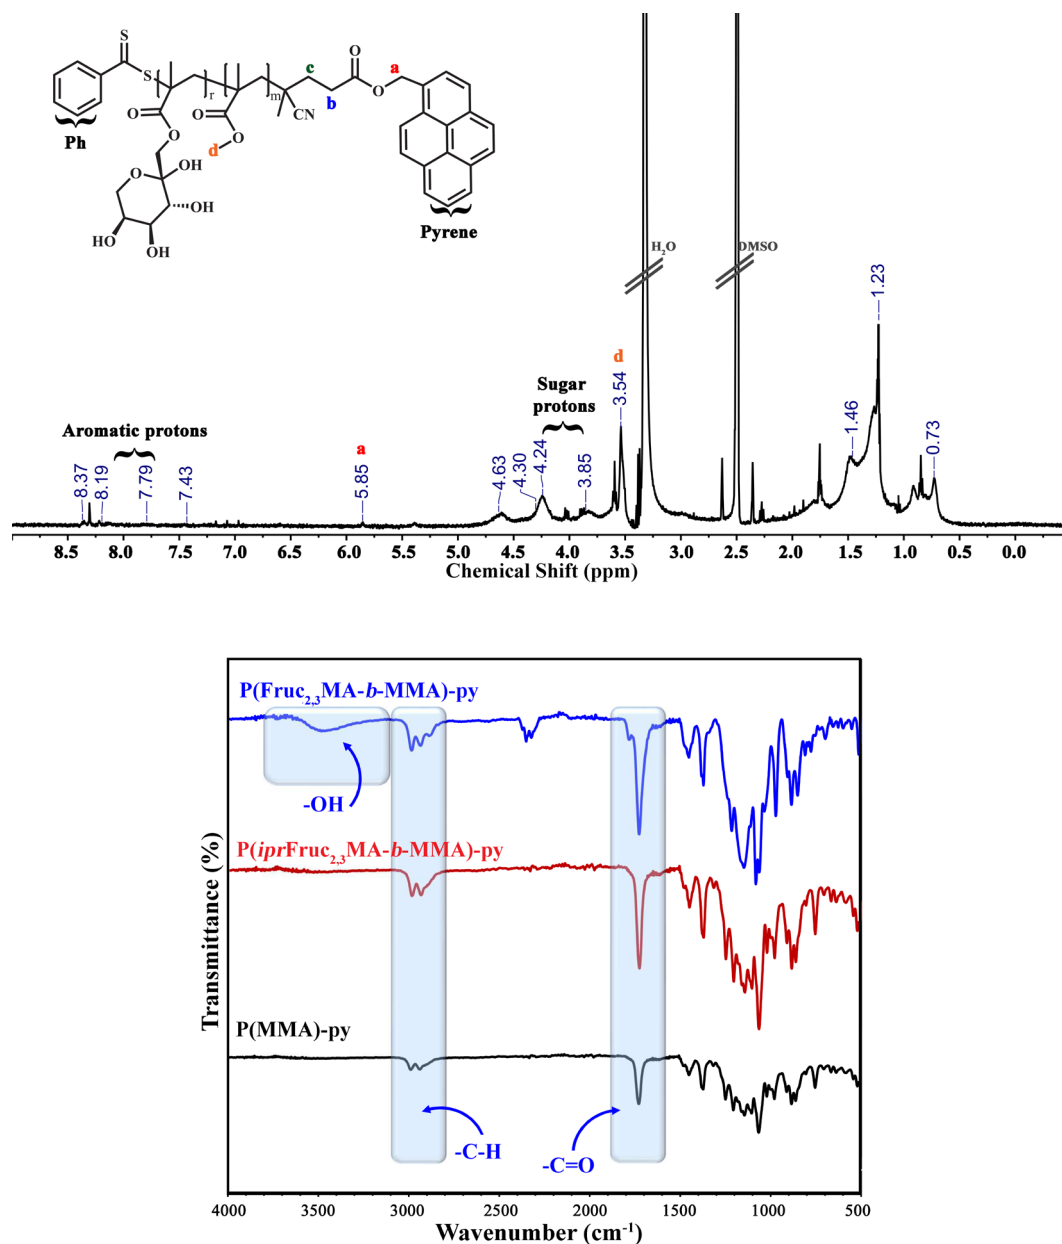 S
S
r
m
c
b
O
a
O
O
O
CN
O
O
d
Ph
O
OH
OH
HO
OH
Pyrene
H2O
DMSO
1.23
1.46
0.73
d
3.54
Sugar
protons
4.63
4.30
4.24
3.85
Aromatic protons
a
8.37
8.19
7.79
7.43
5.85
8.5 8.0 7.5 7.0 6.5 6.0 5.5 5.0 4.5 4.0 3.5 3.0 2.5 2.0 1.5 1.0 0.5 0.0
Chemical Shift (ppm)
P(Fruc2,3MA-b-MMA)-py
-OH
P(iprFruc2,3MA-b-MMA)-py
P(MMA)-py
-C-H
-C=O
Transmittance (%)
4000 3500 3000 2500 2000 1500 1000 500
Wavenumber (cm-1)